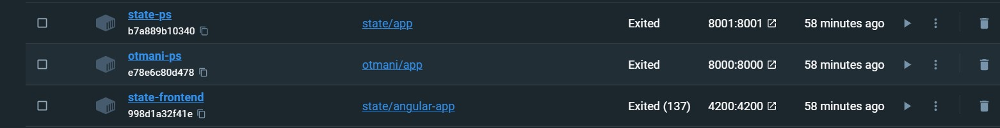 state-ps
b7a889b10340
state/app
Exited
8001:8001
58 minutes ago
otmani-ps
e78e6c80d478
otmani/app
Exited
8000:8000
58 minutes ago
state-frontend
998d1a32f41e
state/angular-app
Exited (137)
4200:4200
58 minutes ago